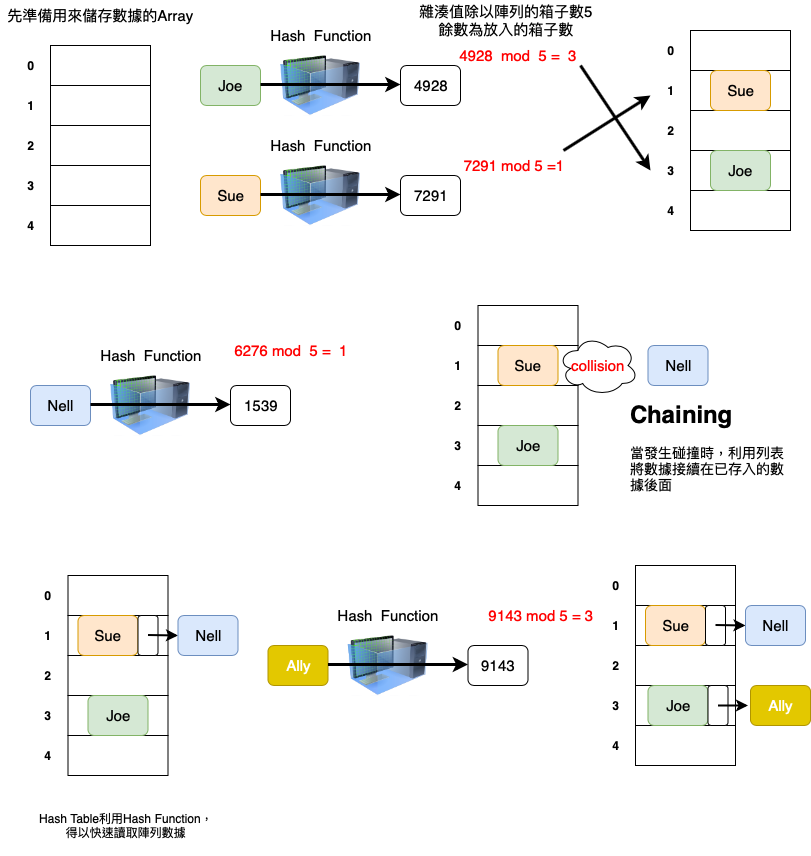 先準備用來儲存數據的Array
0
1
2
3
4
Hash Function
Joe
4928
Hash Function
Sue
7291
雜湊值除以陣列的箱子數5
餘數為放入的箱子數
4928 mod 5 = 3
7291 mod 5 =1
0
1
Sue
2
3
Joe
4
Hash Function
Nell
1539
6276 mod 5 = 1
0
1
Sue
collision
Nell
2
3
Joe
4
Chaining
當發生碰撞時，利用列表
將數據接續在已存入的數
據後面
0
1
Sue
Nell
2
3
Joe
4
Hash Function
Ally
9143
9143 mod 5 = 3
0
1
Sue
Nell
2
3
Joe
Ally
4
Hash Table利用Hash Function，
得以快速讀取陣列數據